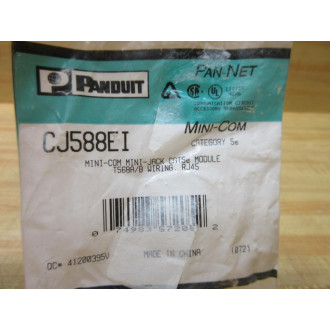 PANDUIT
PAN-NET
MINI-COM
CATEGORY 5e
CJ588EI
MINI-COM MINI-JACK CAT5e MODULE
T568A/B WIRING, RJ45
MADE IN CHINA
QC# 41200395V
10721